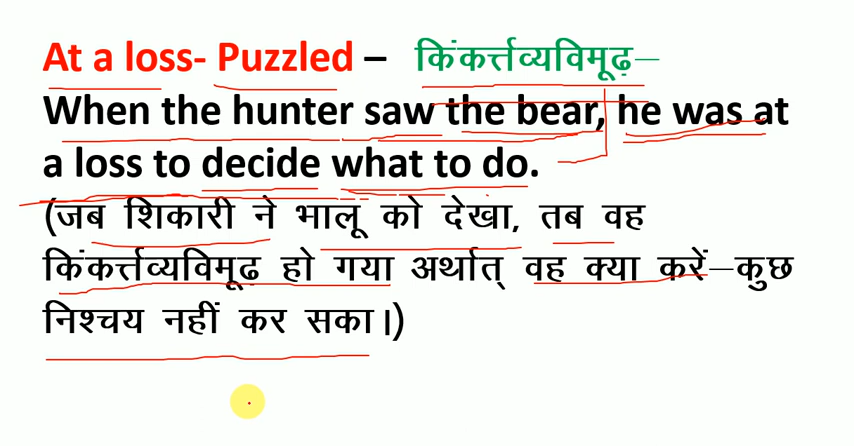 At a loss- Puzzled – किंकर्त्तव्यविमूढ़–
When the hunter saw the bear, he was at
a loss to decide what to do.
(जब शिकारी ने भालू को देखा, तब वह
किंकर्त्तव्यविमूढ़ हो गया अर्थात् वह क्या करें–कुछ
निश्चय नहीं कर सका।)